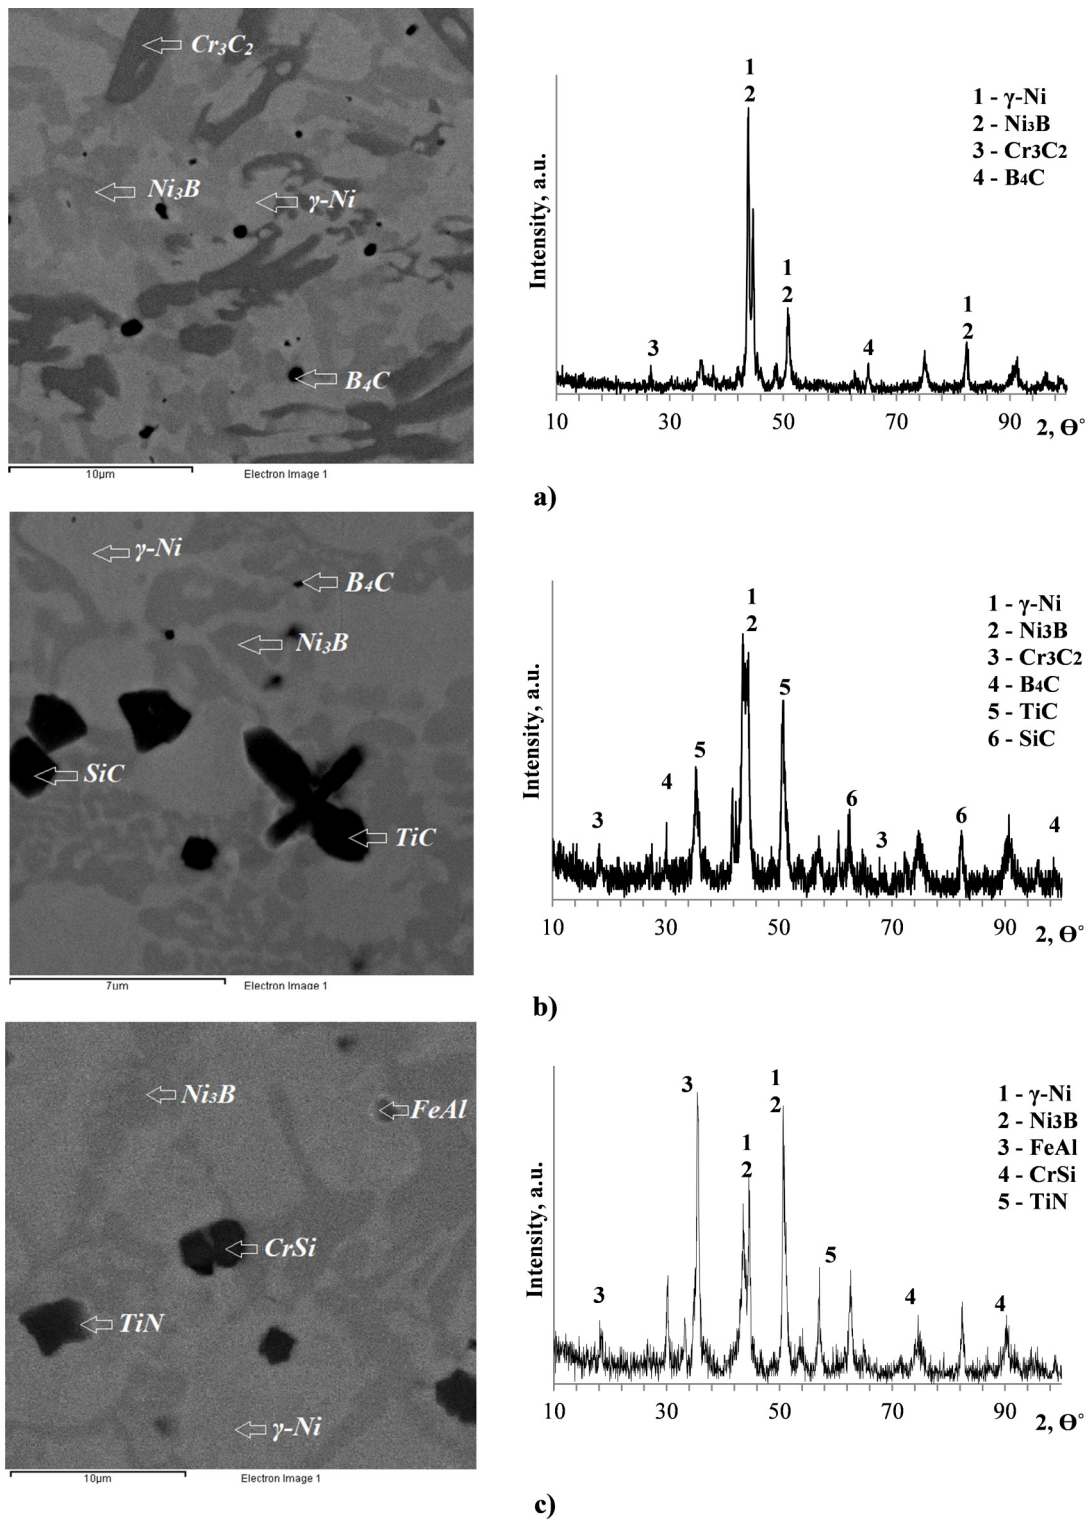 Cr3C2
Ni3B
γ-Ni
B4C
10μm
Electron Image 1
Intensity, a.u.
1
2
1
2
1
2
3
4
1 - γ-Ni
2 - Ni3B
3 - Cr3C2
4 - B4C
10 30 50 70 90 2, Θ°
a)
γ-Ni
B4C
Ni3B
SiC
TiC
7μm
Electron Image 1
Intensity, a.u.
1
2
5
5
4
3
6
3
6
4
1 - γ-Ni
2 - Ni3B
3 - Cr3C2
4 - B4C
5 - TiC
6 - SiC
10 30 50 70 90 2, Θ°
b)
Ni3B
FeAl
CrSi
TiN
γ-Ni
10μm
Electron Image 1
Intensity, a.u.
3
1
2
1
2
5
3
4
4
1 - γ-Ni
2 - Ni3B
3 - FeAl
4 - CrSi
5 - TiN
10 30 50 70 90 2, Θ°
c)